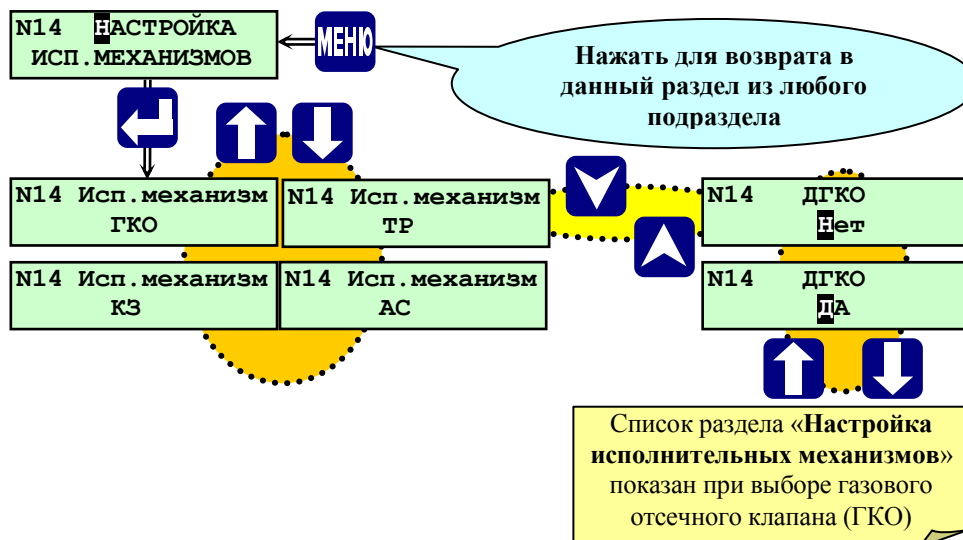 N14 НАСТРОЙКА
ИСП.МЕХАНИЗМОВ
МЕНЮ
Нажать для возврата в
данный раздел из любого
подраздела
N14 Исп.механизм
ГКО
N14 Исп.механизм
ТР
N14 ДГКО
Нет
N14 Исп.механизм
КЗ
N14 Исп.механизм
АС
N14 ДГКО
ДА
Список раздела «Настройка
исполнительных механизмов»
показан при выборе газового
отсечного клапана (ГКО)